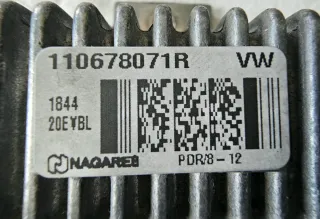 110678071R VW
1844
20E¥BL
NAGARES PDR/8-12